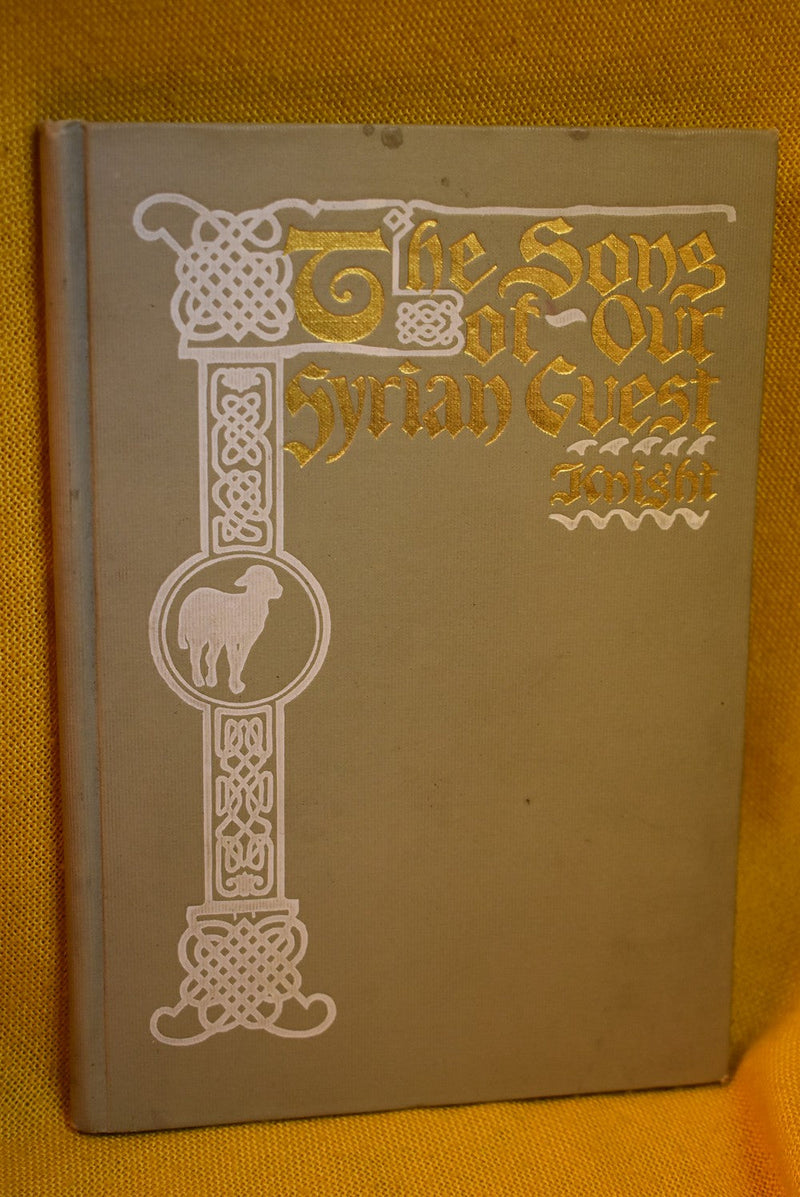 The Song
of Our
Syrian Guest
Knight